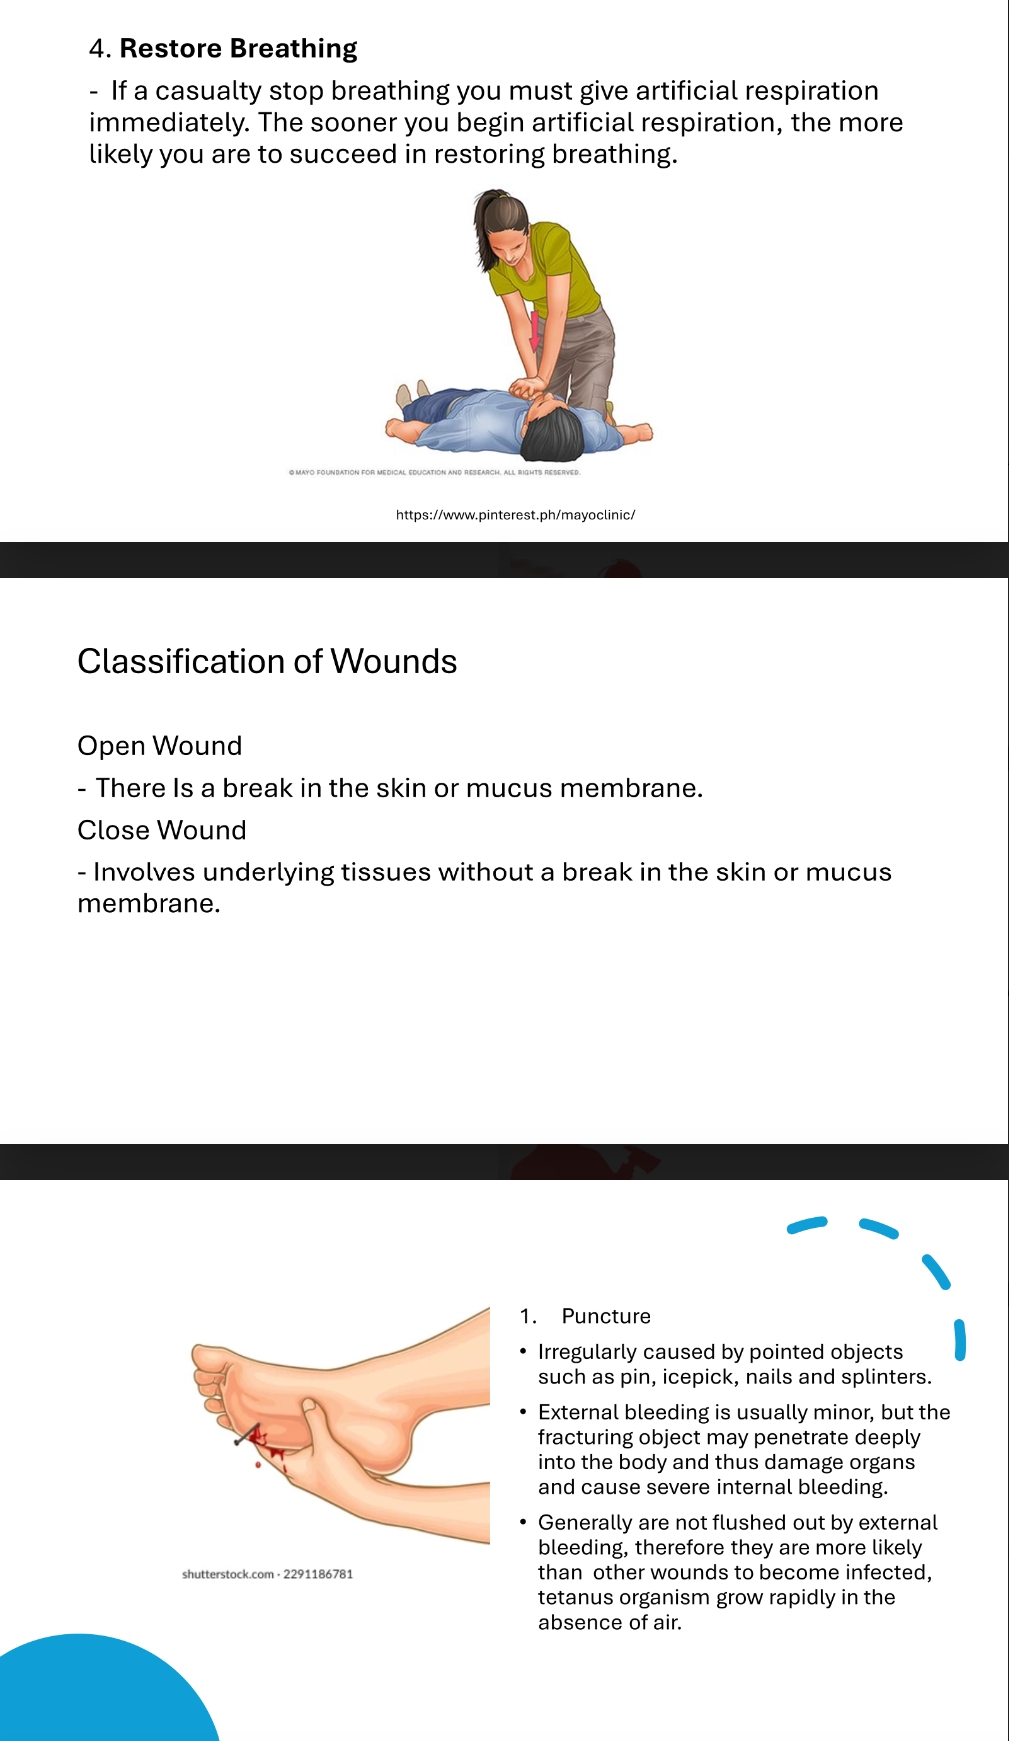 4. Restore Breathing
- If a casualty stop breathing you must give artificial respiration
immediately. The sooner you begin artificial respiration, the more
likely you are to succeed in restoring breathing.
© MAYO FOUNDATION FOR MEDICAL EDUCATION AND RESEARCH. ALL RIGHTS RESERVED.
https://www.pinterest.ph/mayoclinic/
Classification of Wounds
Open Wound
- There Is a break in the skin or mucus membrane.
Close Wound
- Involves underlying tissues without a break in the skin or mucus
membrane.
1. Puncture
• Irregularly caused by pointed objects
such as pin, icepick, nails and splinters.
• External bleeding is usually minor, but the
fracturing object may penetrate deeply
into the body and thus damage organs
and cause severe internal bleeding.
• Generally are not flushed out by external
bleeding, therefore they are more likely
than other wounds to become infected,
tetanus organism grow rapidly in the
absence of air.
shutterstock.com · 2291186781